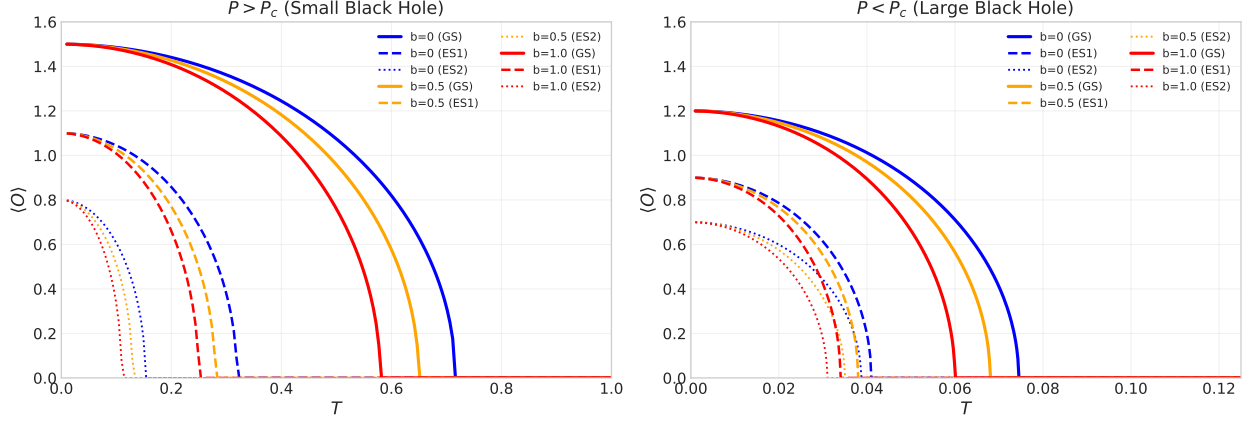 P > Pc (Small Black Hole)
⟨O⟩
1.6
1.4
1.2
1.0
0.8
0.6
0.4
0.2
0.0
b=0 (GS)
b=0 (ES1)
b=0 (ES2)
b=0.5 (GS)
b=0.5 (ES1)
b=0.5 (ES2)
b=1.0 (GS)
b=1.0 (ES1)
b=1.0 (ES2)
0.0 0.2 0.4 0.6 0.8 1.0
T
P < Pc (Large Black Hole)
⟨O⟩
1.6
1.4
1.2
1.0
0.8
0.6
0.4
0.2
0.0
b=0 (GS)
b=0 (ES1)
b=0 (ES2)
b=0.5 (GS)
b=0.5 (ES1)
b=0.5 (ES2)
b=1.0 (GS)
b=1.0 (ES1)
b=1.0 (ES2)
0.00 0.02 0.04 0.06 0.08 0.10 0.12
T